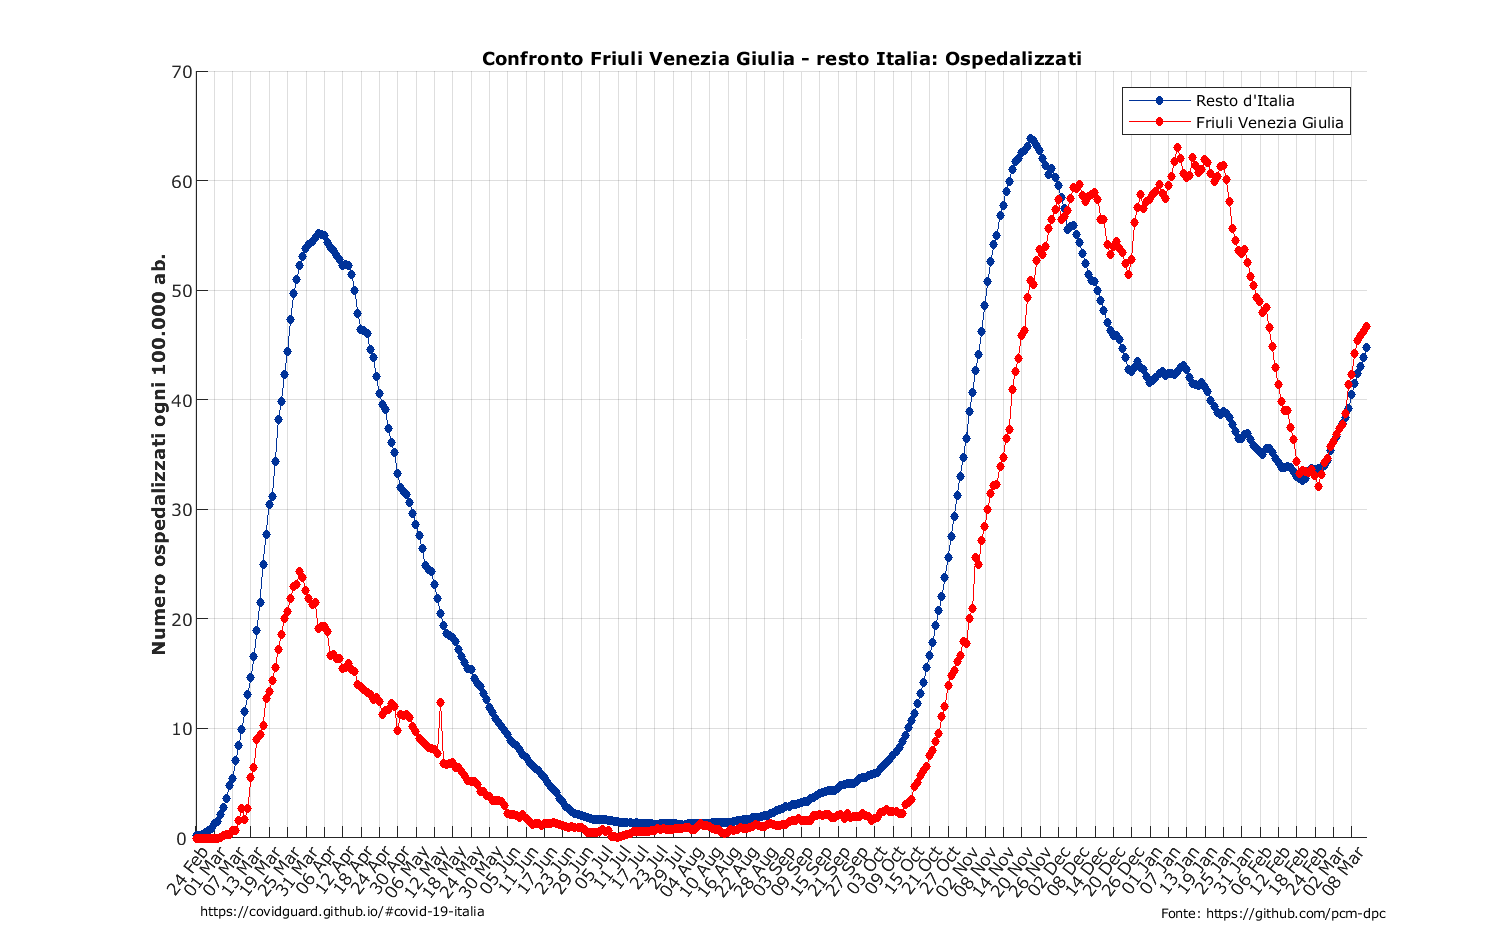 Confronto Friuli Venezia Giulia - resto Italia: Ospedalizzati
Resto d'Italia
Friuli Venezia Giulia
Numero ospedalizzati ogni 100.000 ab.
70
60
50
40
30
20
10
0
24 Feb
01 Mar
07 Mar
13 Mar
19 Mar
25 Mar
31 Mar
06 Apr
12 Apr
18 Apr
24 Apr
30 Apr
06 May
12 May
18 May
24 May
30 May
05 Jun
11 Jun
17 Jun
23 Jun
29 Jun
05 Jul
11 Jul
17 Jul
23 Jul
29 Jul
04 Aug
10 Aug
16 Aug
22 Aug
28 Aug
03 Sep
09 Sep
15 Sep
21 Sep
27 Sep
03 Oct
09 Oct
15 Oct
21 Oct
27 Oct
02 Nov
08 Nov
14 Nov
20 Nov
26 Nov
02 Dec
08 Dec
14 Dec
20 Dec
26 Dec
01 Jan
07 Jan
13 Jan
19 Jan
25 Jan
31 Jan
06 Feb
12 Feb
18 Feb
24 Feb
02 Mar
08 Mar
https://covidguard.github.io/#covid-19-italia
Fonte: https://github.com/pcm-dpc